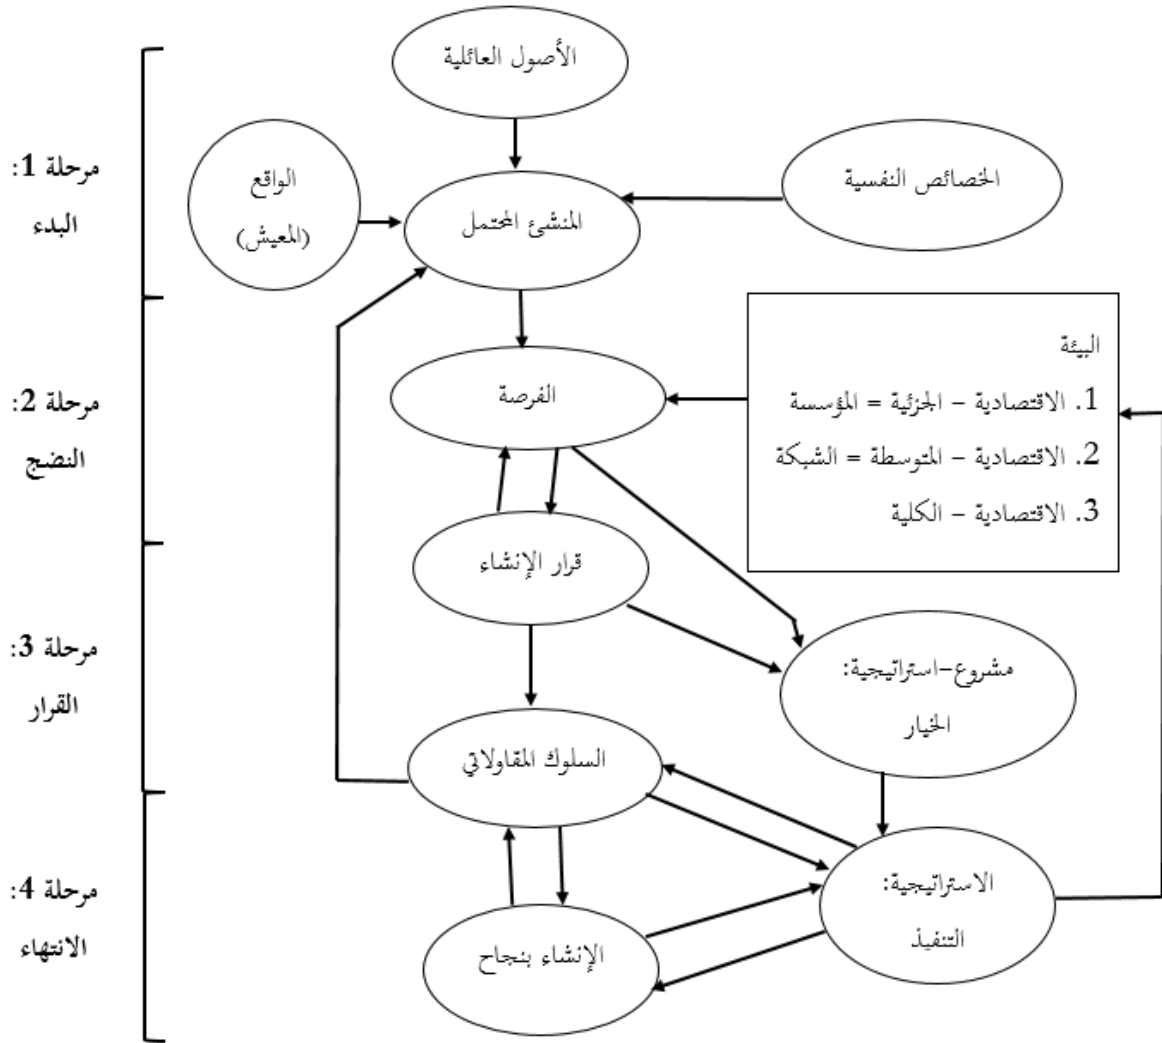 الأصول العائلية
مرحلة 1:
البدء
الواقع
(المعيش)
المنشئ المحتمل
الخصائص النفسية
مرحلة 2:
النضج
الفرصة
البيئة
1. الاقتصادية – الجزئية = المؤسسة
2. الاقتصادية – المتوسطة = الشبكة
3. الاقتصادية – الكلية
قرار الإنشاء
مرحلة 3:
القرار
مشروع-استراتيجية:
الخيار
السلوك المقاولاتي
مرحلة 4:
الانتهاء
الاستراتيجية:
التنفيذ
الإنشاء بنجاح